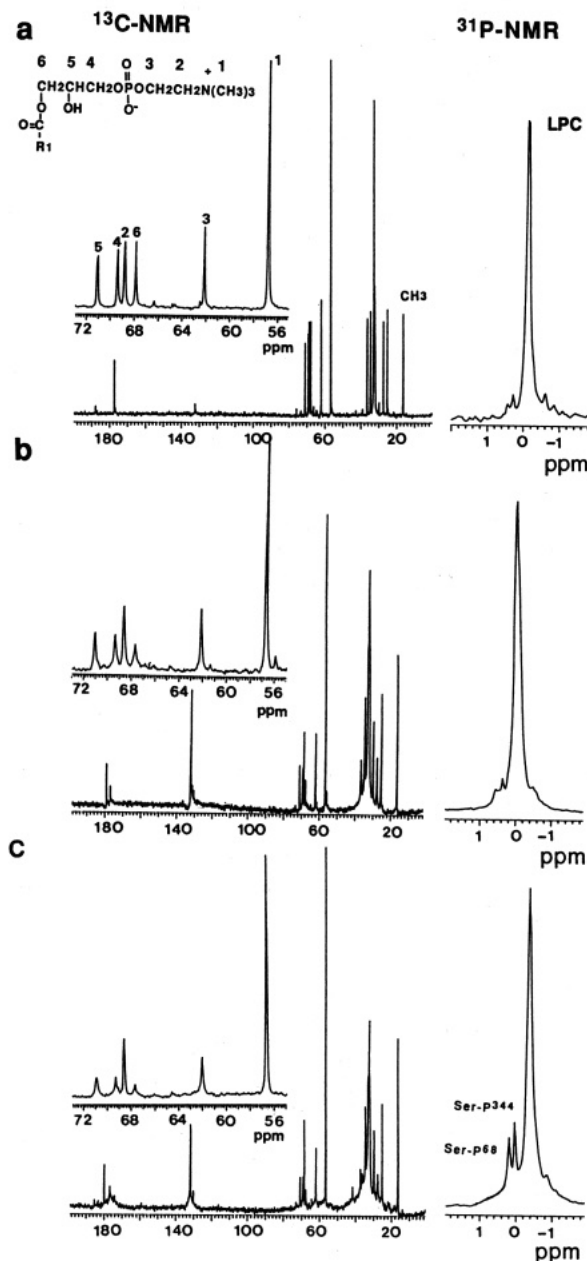 a
13C-NMR
31P-NMR
6 5 4 O 3 2 + 1
CH2CHCH2OPOCH2CH2N(CH3)3
O OH O-
O=C
R1
1
5
4
2
6
3
72 68 64 60 56
ppm
CH3
180 140 100 60 20
LPC
1 0 -1
ppm
b
72 68 64 60 56
ppm
180 140 100 60 20
1 0 -1
ppm
c
72 68 64 60 56
ppm
180 140 100 60 20
Ser-P344
Ser-P68
1 0 -1
ppm